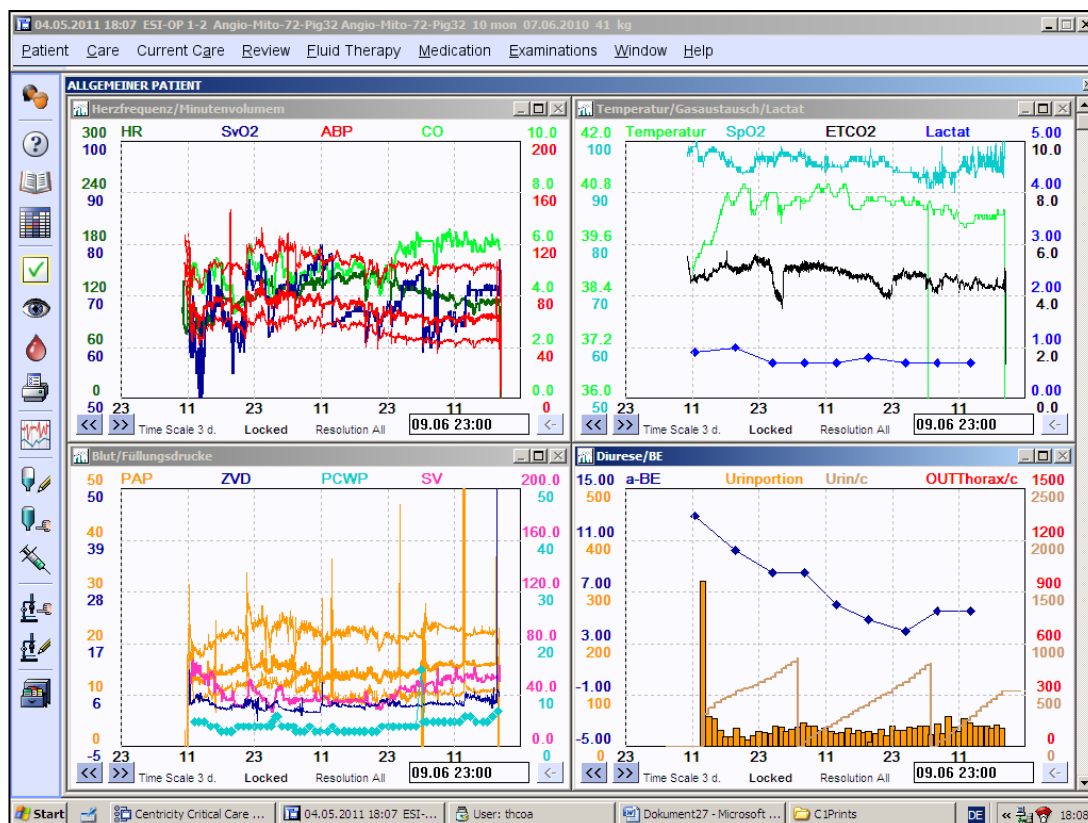 04.05.2011 18:07 ESI-OP 1-2 Angio-Mito-72-Pig32 Angio-Mito-72-Pig32 10 mon 07.06.2010 41 kg
Patient Care Current Care Review Fluid Therapy Medication Examinations Window Help
ALLGEMEINER PATIENT
Herzfrequenz/Minutenvolumem
300 HR SvO2 ABP CO 10.0
100 200
240 8.0
90 160
180 6.0
80 120
120 4.0
70 80
60 2.0
60 40
0 0.0
50 0
23 11 23 11 23 11
<< >> Time Scale 3 d. Locked Resolution All 09.06 23:00 <-
Temperatur/Gasaustausch/Lactat
42.0 Temperatur SpO2 ETCO2 Lactat 5.00
100 10.0
40.8 4.00
90 8.0
39.6 3.00
80 6.0
38.4 2.00
70 4.0
37.2 1.00
60 2.0
36.0 0.00
50 0.0
23 11 23 11 23 11
<< >> Time Scale 3 d. Locked Resolution All 09.06 23:00 <-
Blut/Füllungsdrucke
50 PAP ZVD PCWP SV 200.0
50 50
40 160.0
39 40
30 120.0
28 30
20 80.0
17 20
10 40.0
6 10
0 0.0
-5 0
23 11 23 11 23 11
<< >> Time Scale 3 d. Locked Resolution All 09.06 23:00 <-
Diurese/BE
15.00 a-BE Urinportion Urin/c OUTThorax/c 1500
500 2500
11.00 1200
400 2000
7.00 900
300 1500
3.00 600
200 1000
-1.00 300
100 500
-5.00 0
0 0
23 11 23 11 23 11
<< >> Time Scale 3 d. Locked Resolution All 09.06 23:00 <-
Start Centricity Critical Care ... 04.05.2011 18:07 ESI-... User: thcoa Dokument27 - Microsoft ... C1Prints DE « 18:09